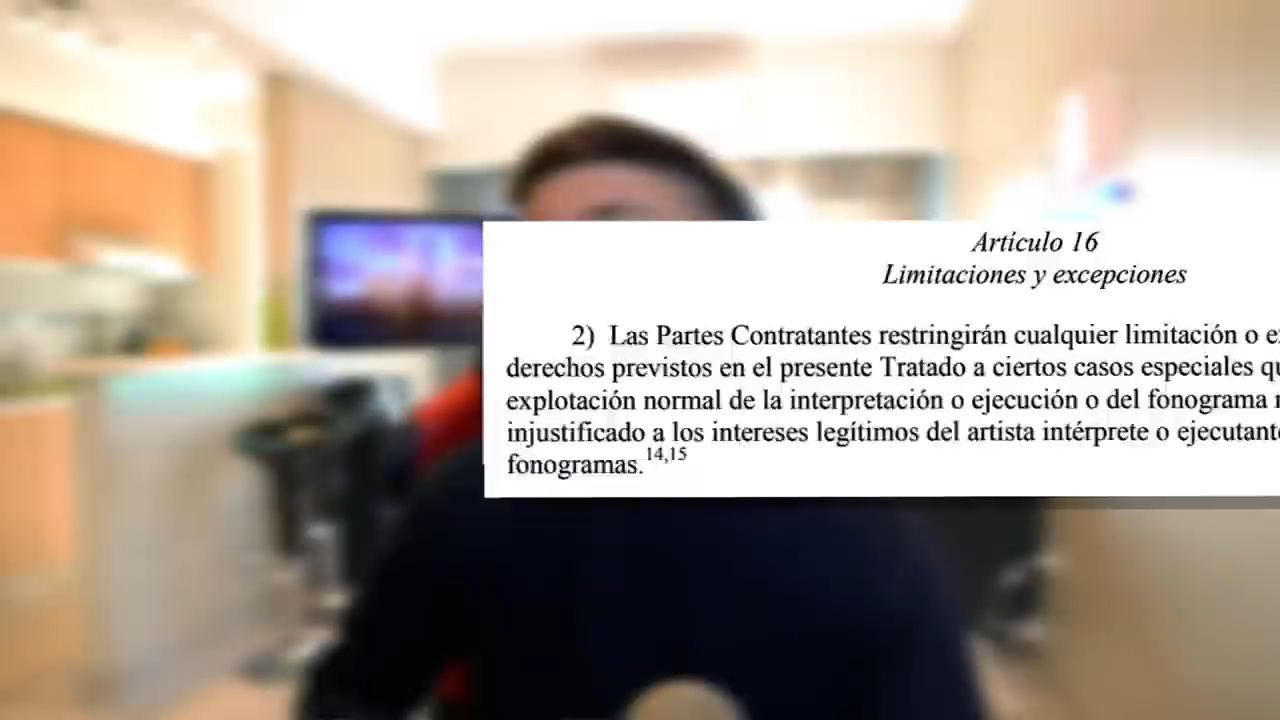 Artículo 16
Limitaciones y excepciones
2) Las Partes Contratantes restringirán cualquier limitación o
derechos previstos en el presente Tratado a ciertos casos especiales
explotación normal de la interpretación o ejecución o del fonograma
injustificado a los intereses legítimos del artista intérprete o
fonogramas.14,15